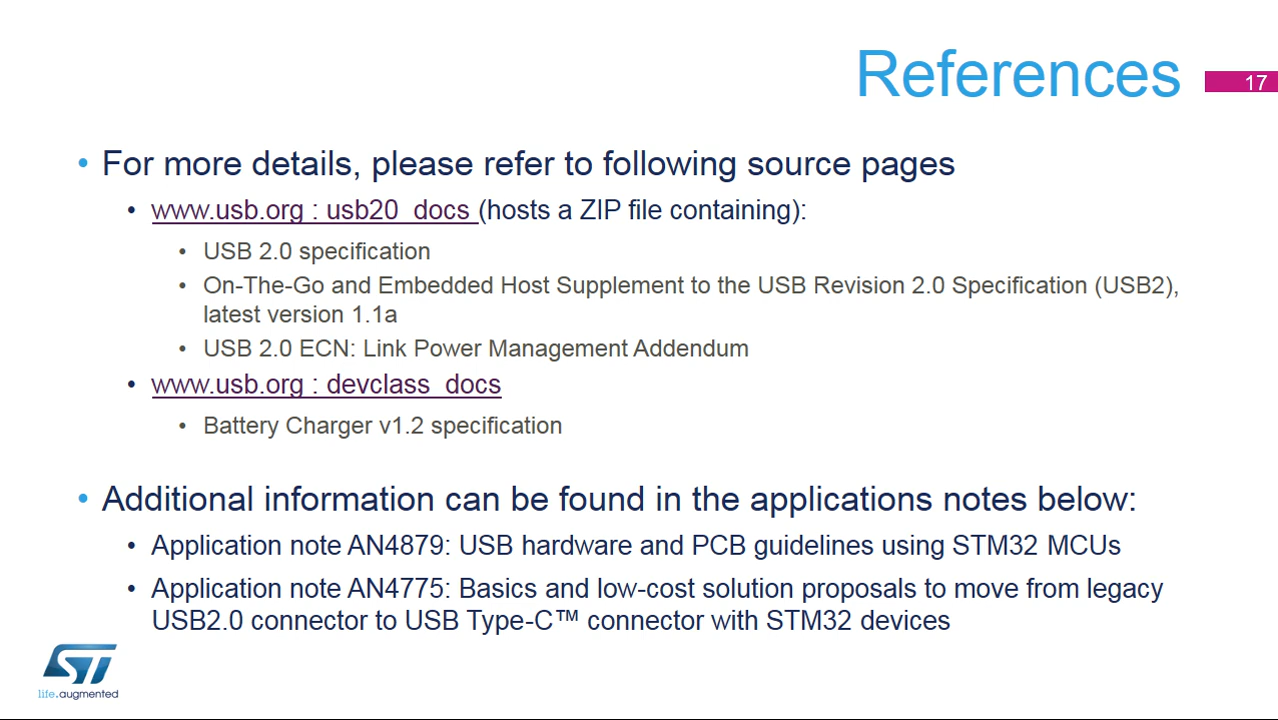 References
17
• For more details, please refer to following source pages
• www.usb.org : usb20_docs (hosts a ZIP file containing):
• USB 2.0 specification
• On-The-Go and Embedded Host Supplement to the USB Revision 2.0 Specification (USB2),
latest version 1.1a
• USB 2.0 ECN: Link Power Management Addendum
• www.usb.org : devclass_docs
• Battery Charger v1.2 specification
• Additional information can be found in the applications notes below:
• Application note AN4879: USB hardware and PCB guidelines using STM32 MCUs
• Application note AN4775: Basics and low-cost solution proposals to move from legacy
USB2.0 connector to USB Type-C™ connector with STM32 devices
ST
life.augmented